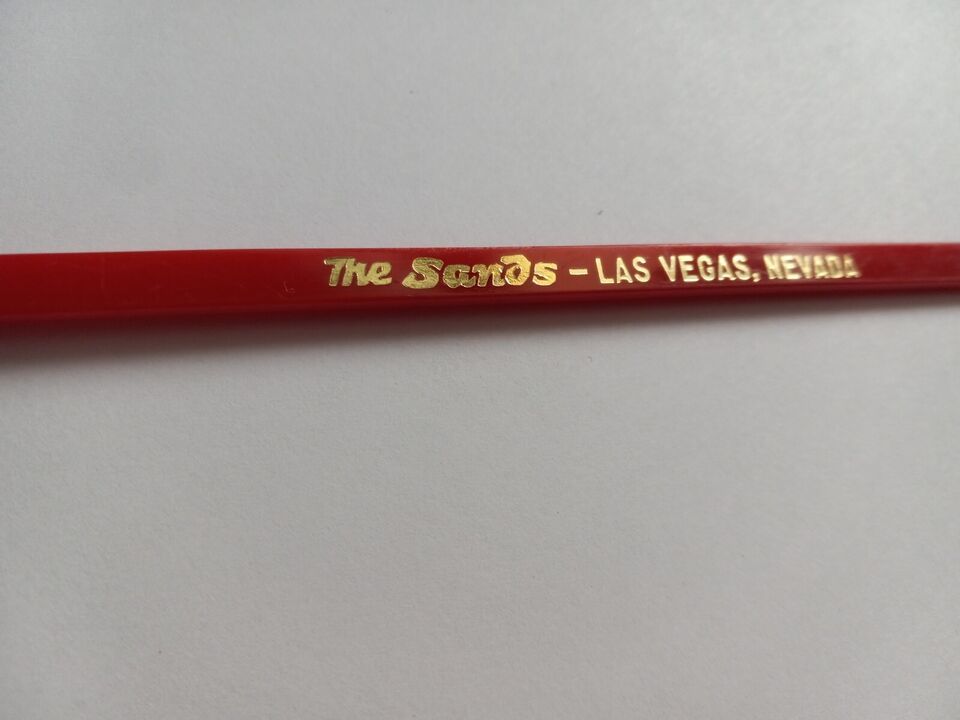 The Sands – LAS VEGAS, NEVADA